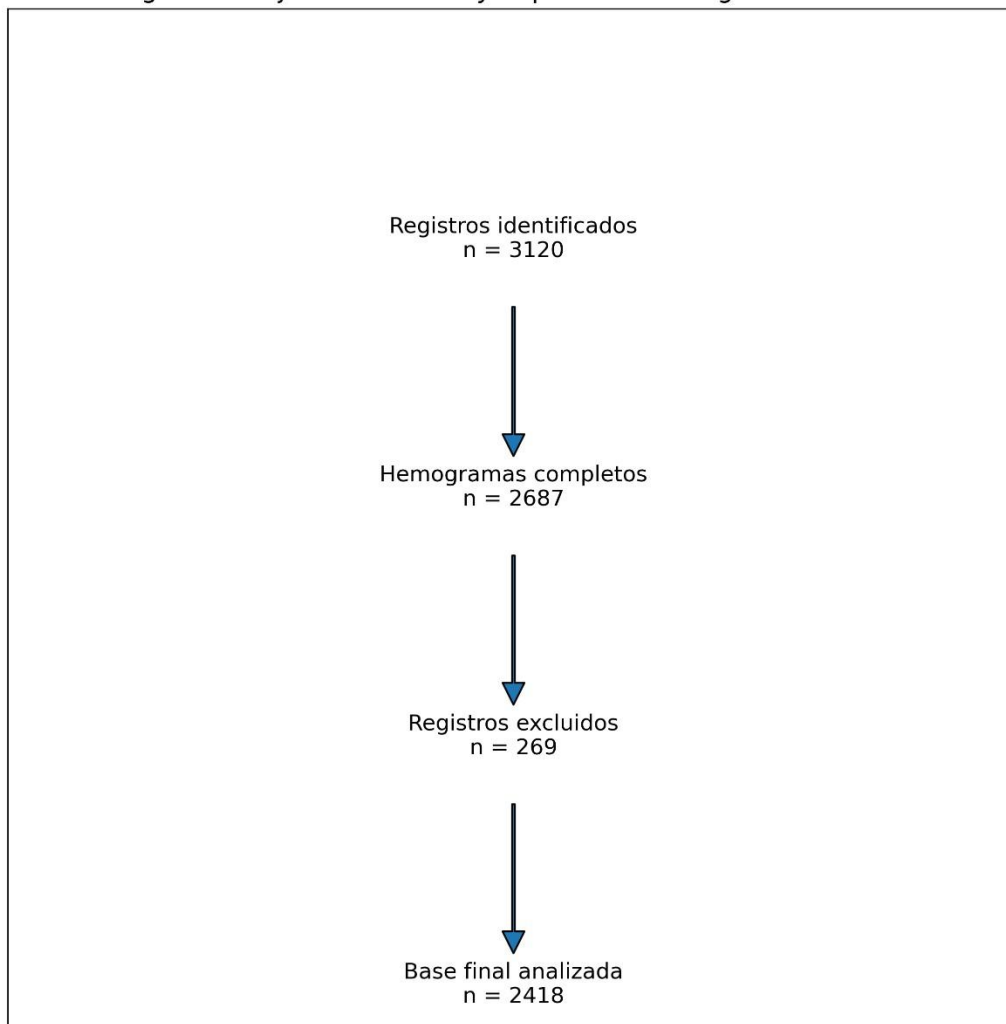 Registros identificados
n = 3120
Hemogramas completos
n = 2687
Registros excluidos
n = 269
Base final analizada
n = 2418